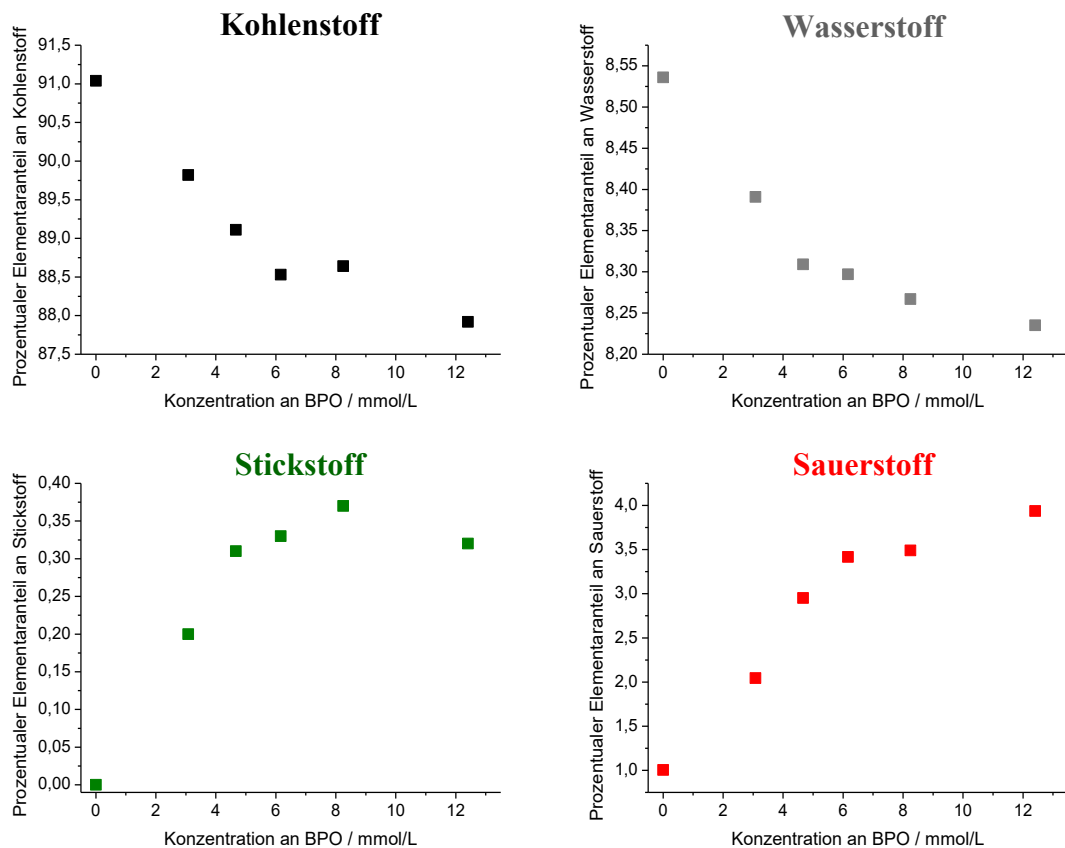 Kohlenstoff
Prozentualer Elementaranteil an Kohlenstoff
91,5
91,0
90,5
90,0
89,5
89,0
88,5
88,0
87,5
0 2 4 6 8 10 12
Konzentration an BPO / mmol/L
Wasserstoff
Prozentualer Elementaranteil an Wasserstoff
8,55
8,50
8,45
8,40
8,35
8,30
8,25
8,20
0 2 4 6 8 10 12
Konzentration an BPO / mmol/L
Stickstoff
Prozentualer Elementaranteil an Stickstoff
0,40
0,35
0,30
0,25
0,20
0,15
0,10
0,05
0,00
0 2 4 6 8 10 12
Konzentration an BPO / mmol/L
Sauerstoff
Prozentualer Elementaranteil an Sauerstoff
4,0
3,5
3,0
2,5
2,0
1,5
1,0
0 2 4 6 8 10 12
Konzentration an BPO / mmol/L